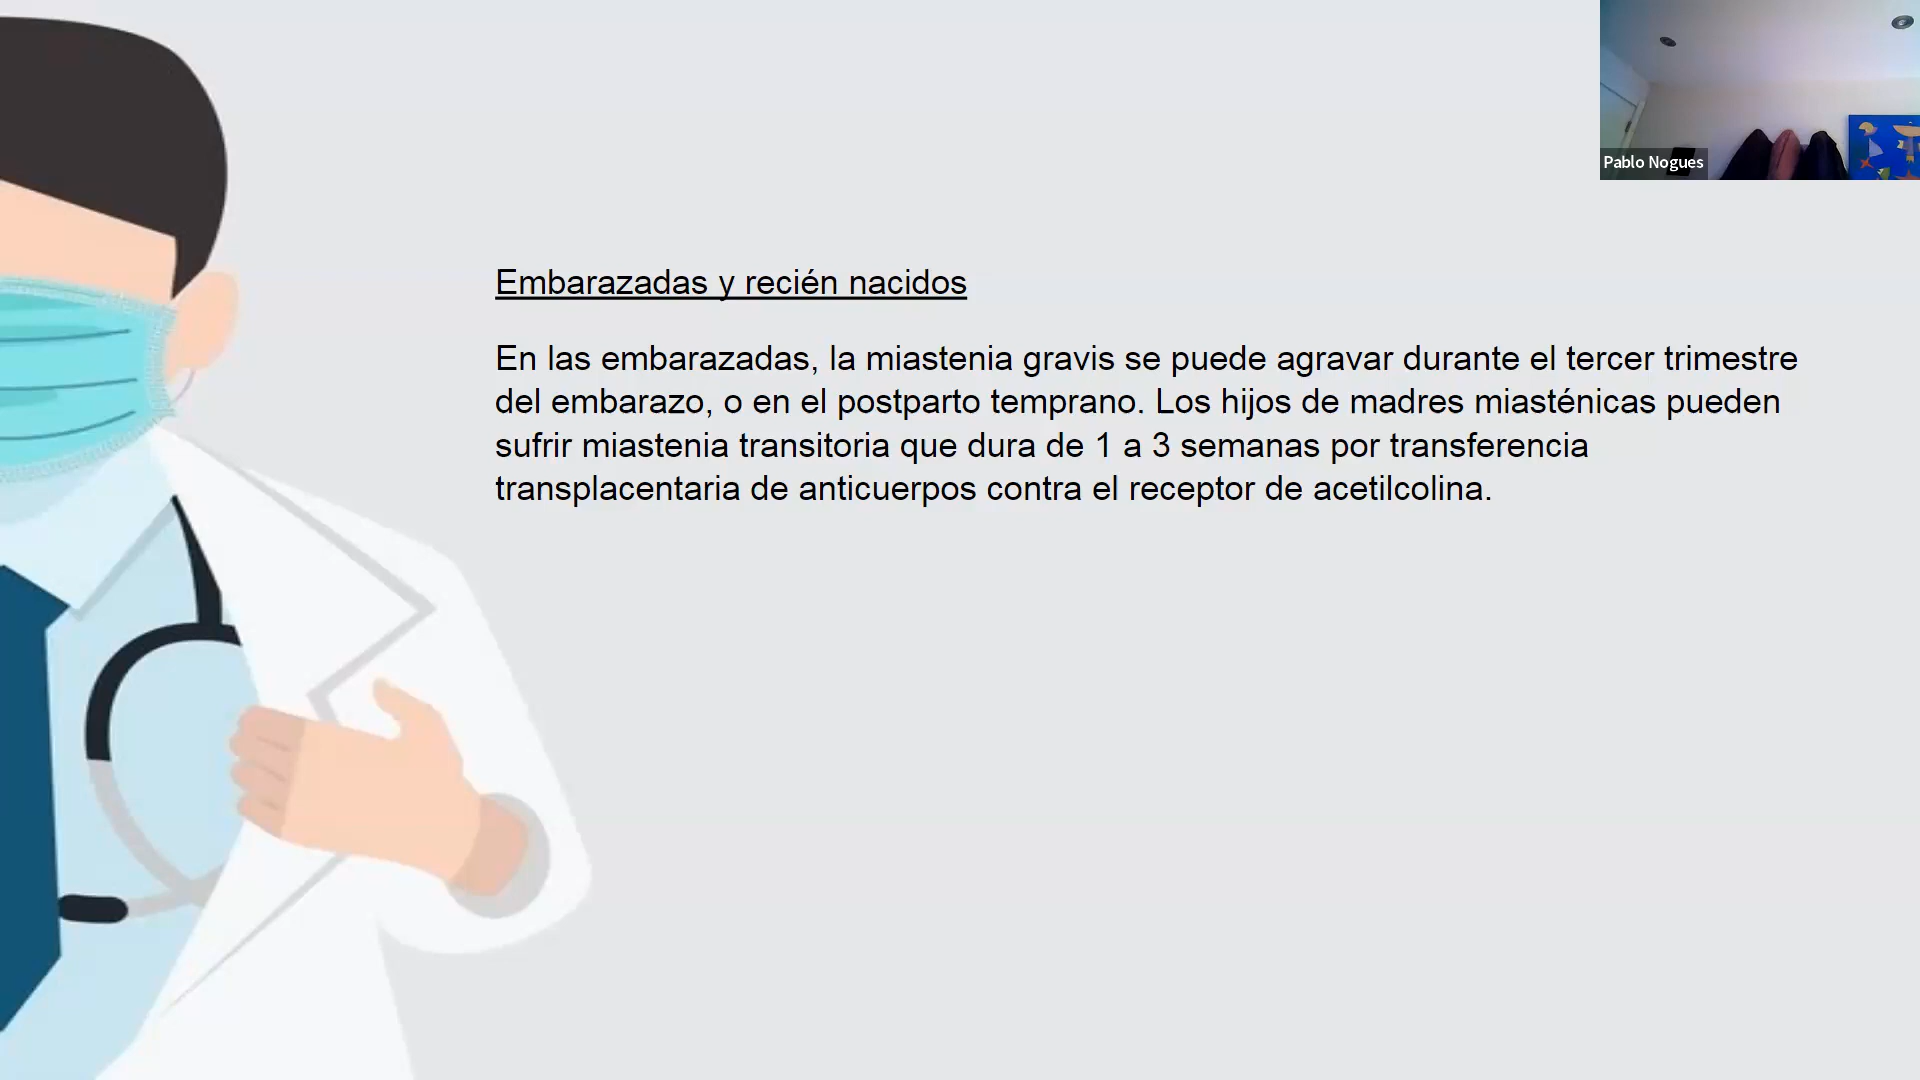 Pablo Nogues
Embarazadas y recién nacidos
En las embarazadas, la miastenia gravis se puede agravar durante el tercer trimestre
del embarazo, o en el postparto temprano. Los hijos de madres miasténicas pueden
sufrir miastenia transitoria que dura de 1 a 3 semanas por transferencia
transplacentaria de anticuerpos contra el receptor de acetilcolina.